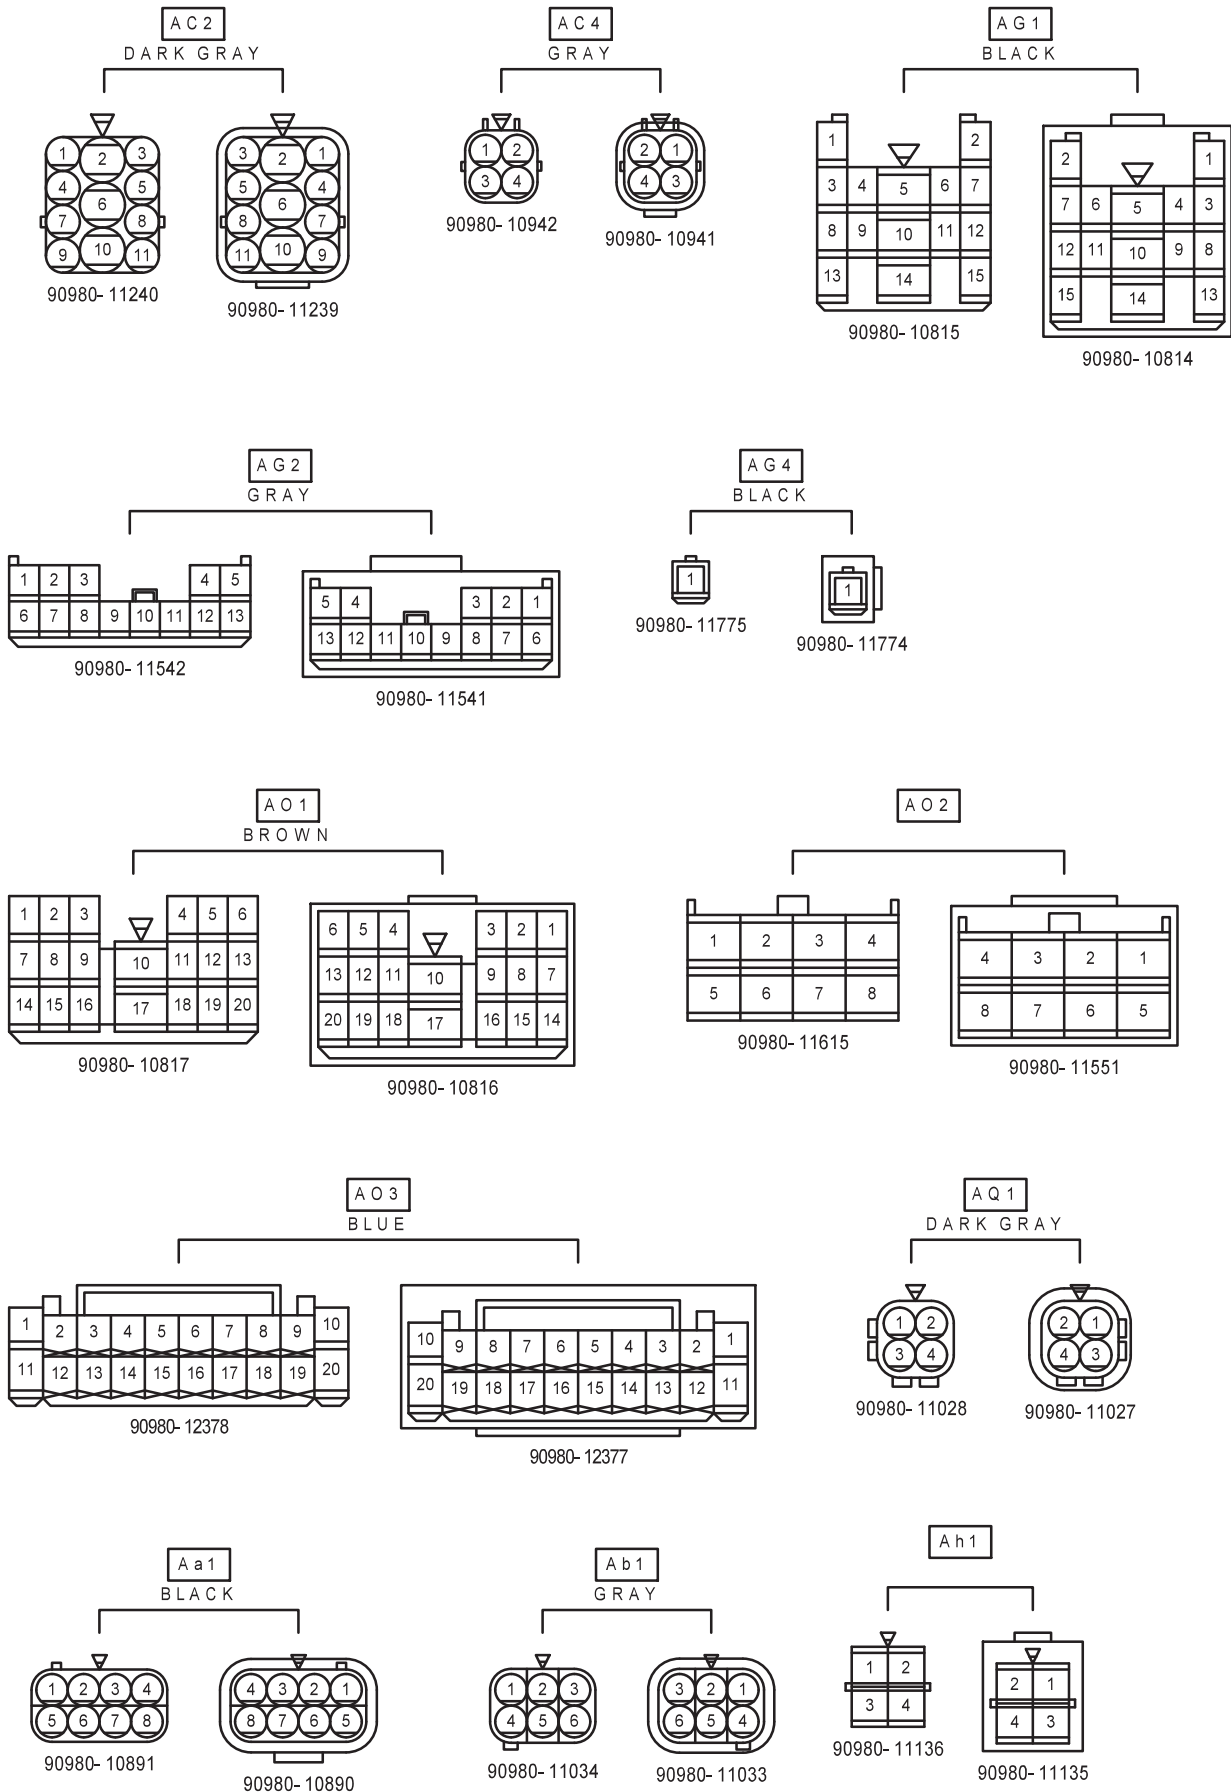 AC2
DARK GRAY
1 2 3
4 5
6
7 8
9 10 11
90980-11240
3 2 1
5 4
6
8 7
11 10 9
90980-11239
AC4
GRAY
1 2
3 4
90980-10942
2 1
4 3
90980-10941
AG1
BLACK
1 2
3 4 5 6 7
8 9 10 11 12
13 14 15
90980-10815
2 1
7 6 5 4 3
12 11 10 9 8
15 14 13
90980-10814
AG2
GRAY
1 2 3 4 5
6 7 8 9 10 11 12 13
90980-11542
5 4 3 2 1
13 12 11 10 9 8 7 6
90980-11541
AG4
BLACK
1
90980-11775
1
90980-11774
AO1
BROWN
1 2 3 4 5 6
7 8 9 10 11 12 13
14 15 16 17 18 19 20
90980-10817
6 5 4 3 2 1
13 12 11 10 9 8 7
20 19 18 17 16 15 14
90980-10816
AO2
1 2 3 4
5 6 7 8
90980-11615
4 3 2 1
8 7 6 5
90980-11551
AO3
BLUE
1 2 3 4 5 6 7 8 9 10
11 12 13 14 15 16 17 18 19 20
90980-12378
10 9 8 7 6 5 4 3 2 1
20 19 18 17 16 15 14 13 12 11
90980-12377
AQ1
DARK GRAY
1 2
3 4
90980-11028
2 1
4 3
90980-11027
Aa1
BLACK
1 2 3 4
5 6 7 8
90980-10891
4 3 2 1
8 7 6 5
90980-10890
Ab1
GRAY
1 2 3
4 5 6
90980-11034
3 2 1
6 5 4
90980-11033
Ah1
1 2
3 4
90980-11136
2 1
4 3
90980-11135